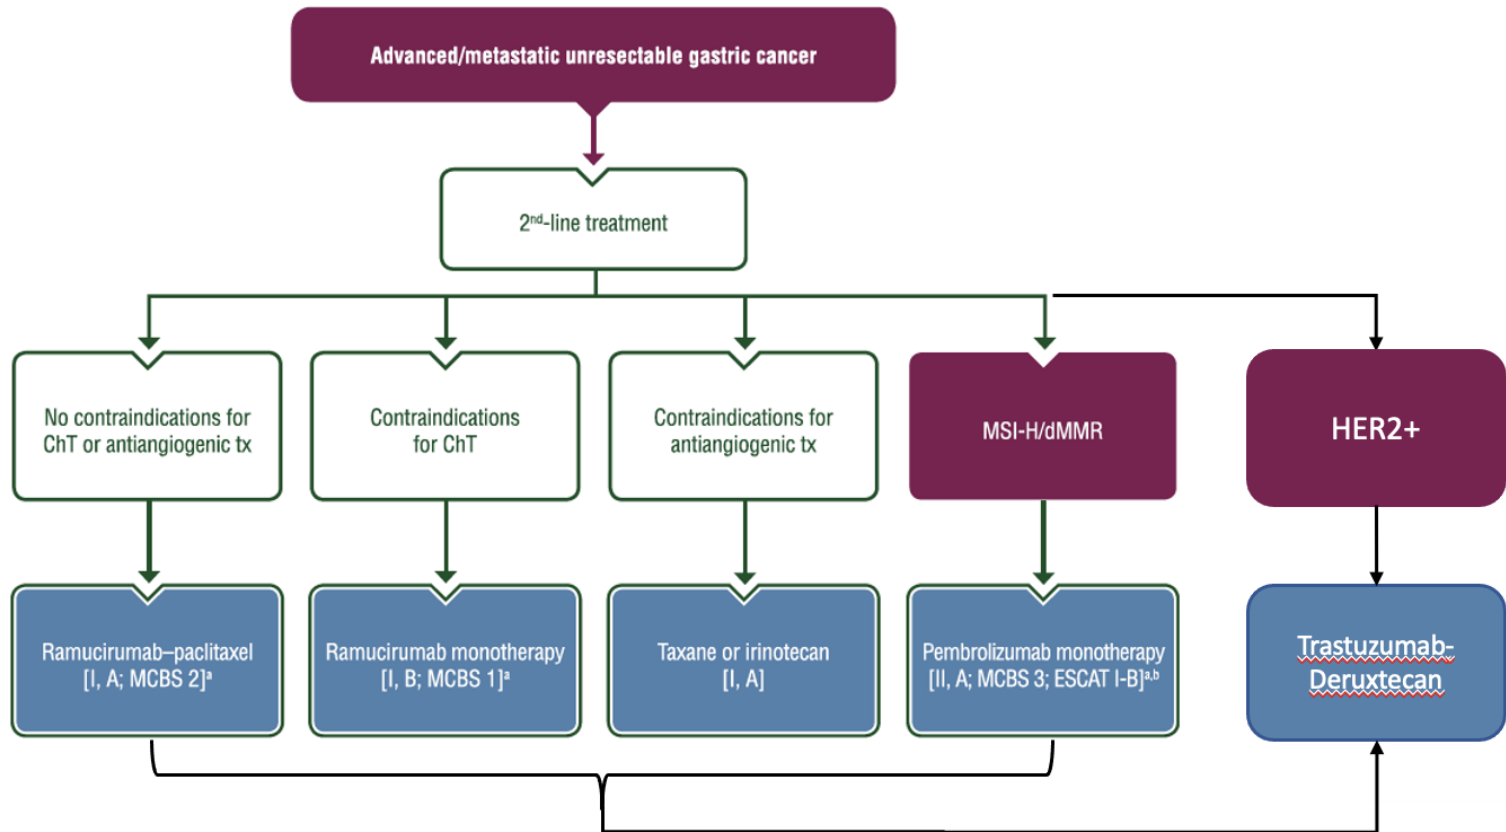 Advanced/metastatic unresectable gastric cancer
2nd-line treatment
No contraindications for
ChT or antiangiogenic tx
Contraindications
for ChT
Contraindications for
antiangiogenic tx
MSI-H/dMMR
HER2+
Ramucirumab–paclitaxel
[I, A; MCBS 2]a
Ramucirumab monotherapy
[I, B; MCBS 1]a
Taxane or irinotecan
[I, A]
Pembrolizumab monotherapy
[II, A; MCBS 3; ESCAT I-B]a,b
Trastuzumab-
Deruxtecan